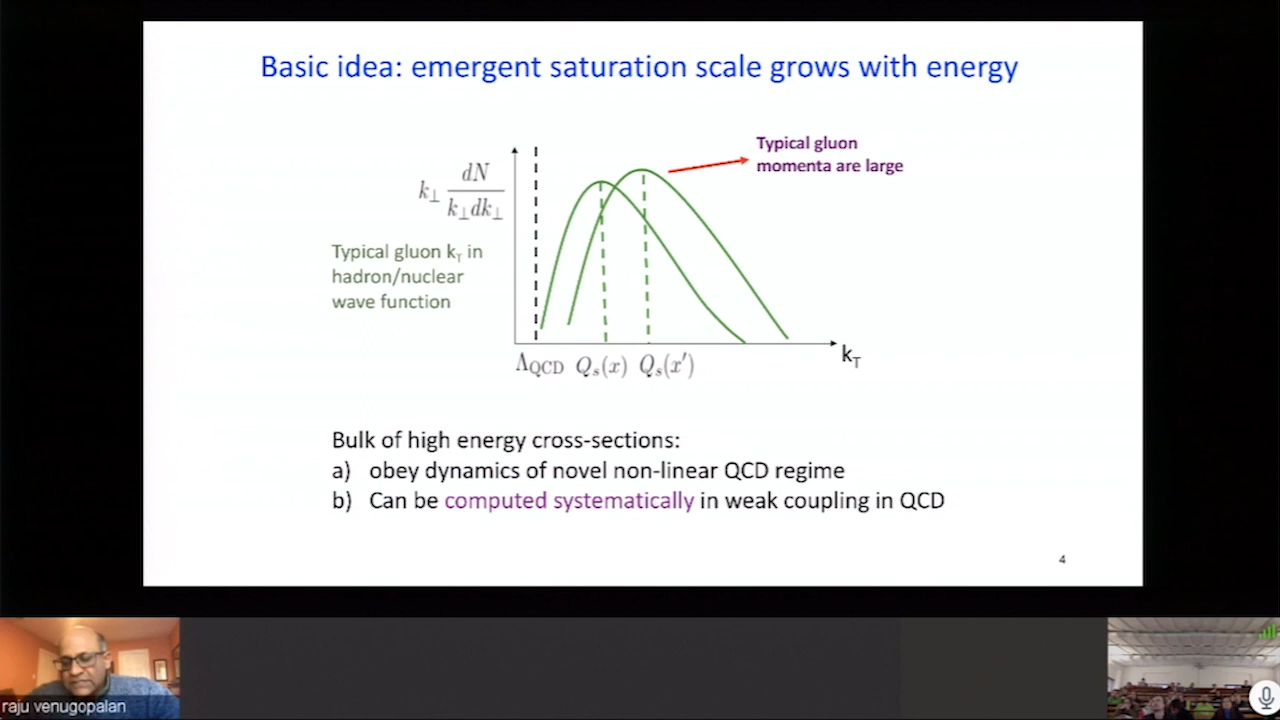 Basic idea: emergent saturation scale grows with energy
Typical gluon
momenta are large
k⊥ dN / k⊥dk⊥
Typical gluon kT in
hadron/nuclear
wave function
ΛQCD Qs(x) Qs(x′)
kT
Bulk of high energy cross-sections:
a) obey dynamics of novel non-linear QCD regime
b) Can be computed systematically in weak coupling in QCD
4
raju venugopalan